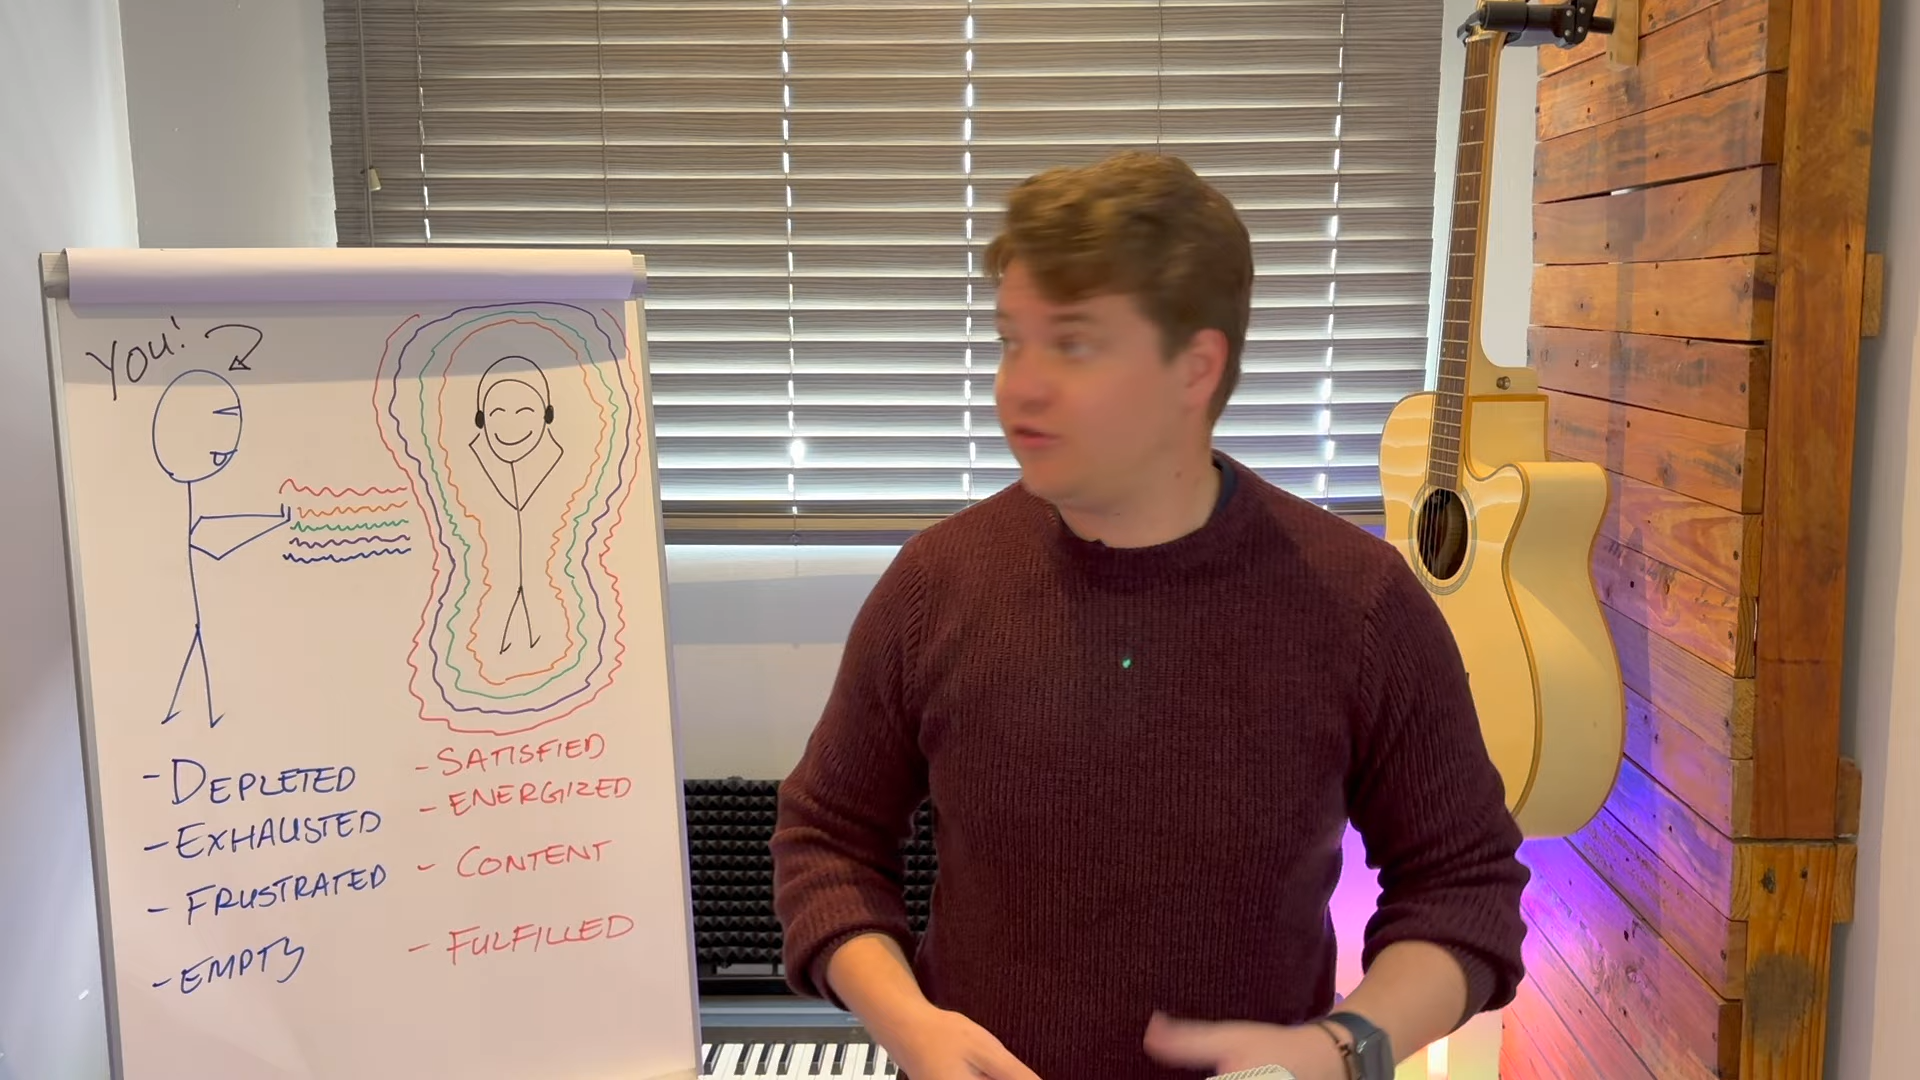 YOU!
- DEPLETED
- EXHAUSTED
- FRUSTRATED
- EMPTY
- SATISFIED
- ENERGIZED
- CONTENT
- FULFILLED